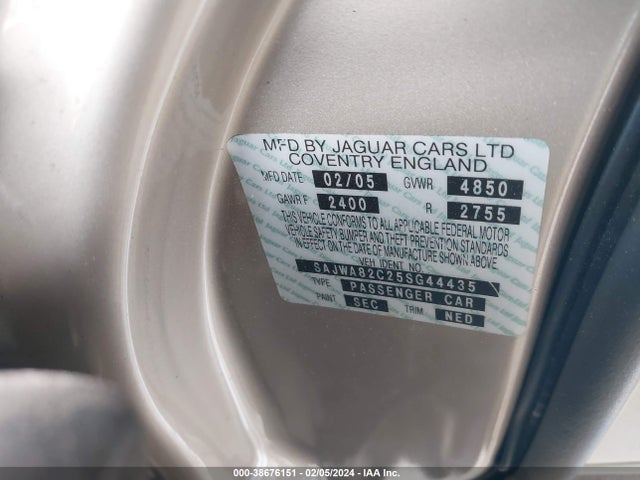 MFD BY JAGUAR CARS LTD
COVENTRY ENGLAND
MFD DATE 02/05 GVWR 4850
GAWR F 2400 R 2755
THIS VEHICLE CONFORMS TO ALL APPLICABLE FEDERAL MOTOR
VEHICLE SAFETY BUMPER AND THEFT PREVENTION STANDARDS
IN EFFECT ON THE DATE OF MANUFACTURE SHOWN ABOVE
VEH IDENT NO
SAJWA82C25SG44435
TYPE PASSENGER CAR
PAINT SEC TRIM NED
000-38676151 - 02/05/2024 - IAA Inc.